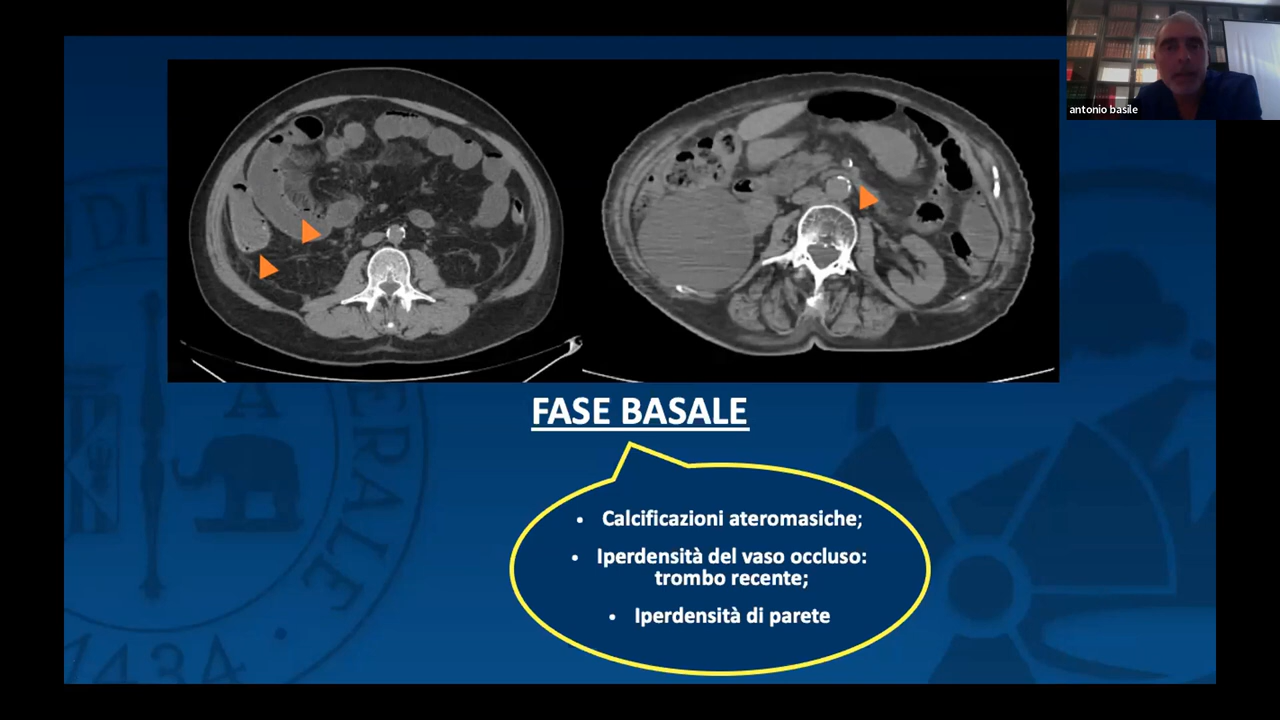 antonio basile
FASE BASALE
• Calcificazioni ateromasiche;
• Iperdensità del vaso occluso:
trombo recente;
• Iperdensità di parete